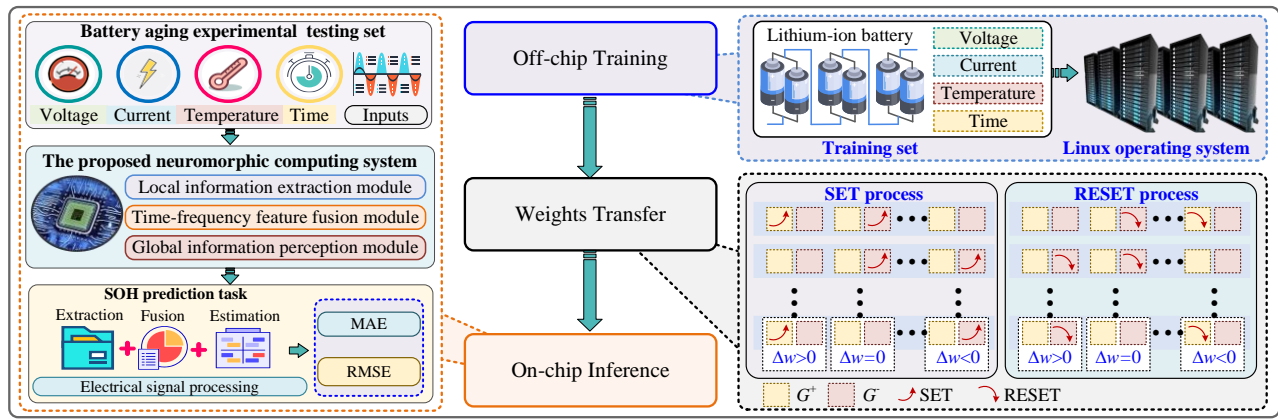 Battery aging experimental testing set
Voltage Current Temperature Time Inputs
The proposed neuromorphic computing system
Local information extraction module
Time-frequency feature fusion module
Global information perception module
SOH prediction task
Extraction Fusion Estimation
Electrical signal processing
MAE
RMSE
Off-chip Training
Weights Transfer
On-chip Inference
Lithium-ion battery
Training set
Voltage
Current
Temperature
Time
Linux operating system
SET process
Δw>0 Δw=0 Δw<0
RESET process
Δw>0 Δw=0 Δw<0
G⁺ G⁻ SET RESET